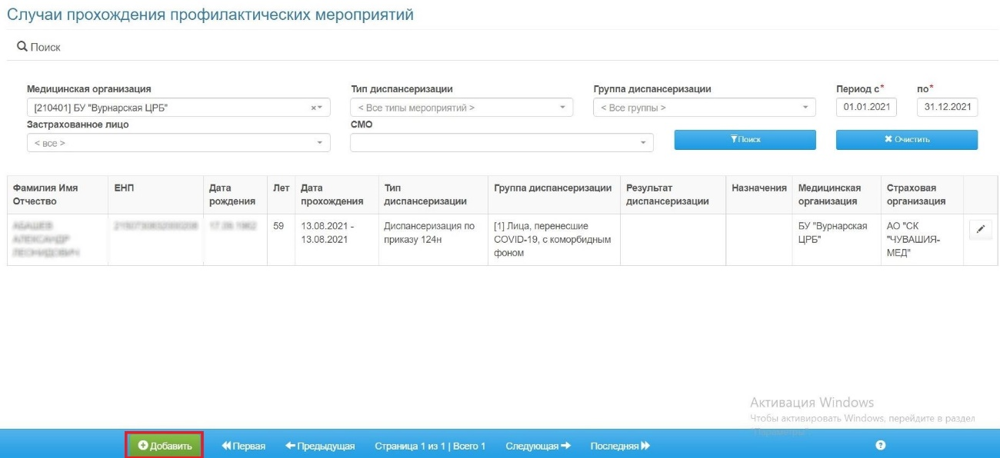 Случаи прохождения профилактических мероприятий
Поиск
Медицинская организация
Тип диспансеризации
Группа диспансеризации
Период с*
по*
[210401] БУ "Вурнарская ЦРБ"
< Все типы мероприятий >
< Все группы >
01.01.2021
31.12.2021
Застрахованное лицо
СМО
< все >
Поиск
Очистить
Фамилия Имя
Отчество
ЕНП
Дата
рождения
Лет
Дата
прохождения
Тип
диспансеризации
Группа диспансеризации
Результат
диспансеризации
Назначения
Медицинская
организация
Страховая
организация
59
13.08.2021 -
13.08.2021
Диспансеризация по
приказу 124н
[1] Лица, перенесшие
COVID-19, с коморбидным
фоном
БУ "Вурнарская
ЦРБ"
АО "СК
"ЧУВАШИЯ-
МЕД"
Активация Windows
Чтобы активировать Windows, перейдите в раздел
Добавить
Первая
Предыдущая
Страница 1 из 1 | Всего 1
Следующая
Последняя